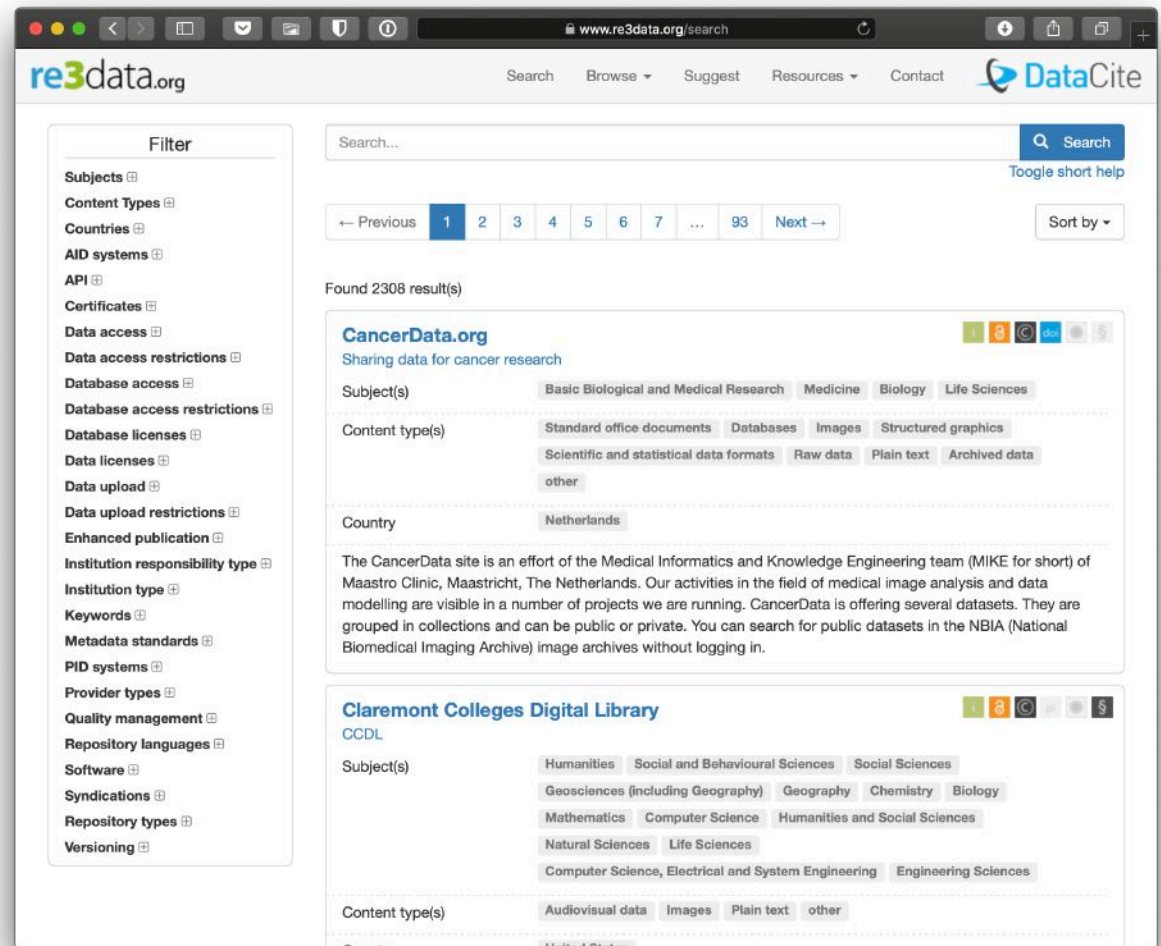 www.re3data.org/search
re3data.org
Search Browse Suggest Resources Contact
DataCite
Filter
Subjects
Content Types
Countries
AID systems
API
Certificates
Data access
Data access restrictions
Database access
Database access restrictions
Database licenses
Data licenses
Data upload
Data upload restrictions
Enhanced publication
Institution responsibility type
Institution type
Keywords
Metadata standards
PID systems
Provider types
Quality management
Repository languages
Software
Syndications
Repository types
Versioning
Search...
Search
Toogle short help
← Previous 1 2 3 4 5 6 7 … 93 Next →
Sort by
Found 2308 result(s)
CancerData.org
i © doi §
Sharing data for cancer research
Subject(s) Basic Biological and Medical Research Medicine Biology Life Sciences
Content type(s) Standard office documents Databases Images Structured graphics
Scientific and statistical data formats Raw data Plain text Archived data
other
Country Netherlands
The CancerData site is an effort of the Medical Informatics and Knowledge Engineering team (MIKE for short) of
Maastro Clinic, Maastricht, The Netherlands. Our activities in the field of medical image analysis and data
modelling are visible in a number of projects we are running. CancerData is offering several datasets. They are
grouped in collections and can be public or private. You can search for public datasets in the NBIA (National
Biomedical Imaging Archive) image archives without logging in.
Claremont Colleges Digital Library
i © pi §
CCDL
Subject(s) Humanities Social and Behavioural Sciences Social Sciences
Geosciences (including Geography) Geography Chemistry Biology
Mathematics Computer Science Humanities and Social Sciences
Natural Sciences Life Sciences
Computer Science, Electrical and System Engineering Engineering Sciences
Content type(s) Audiovisual data Images Plain text other
United States